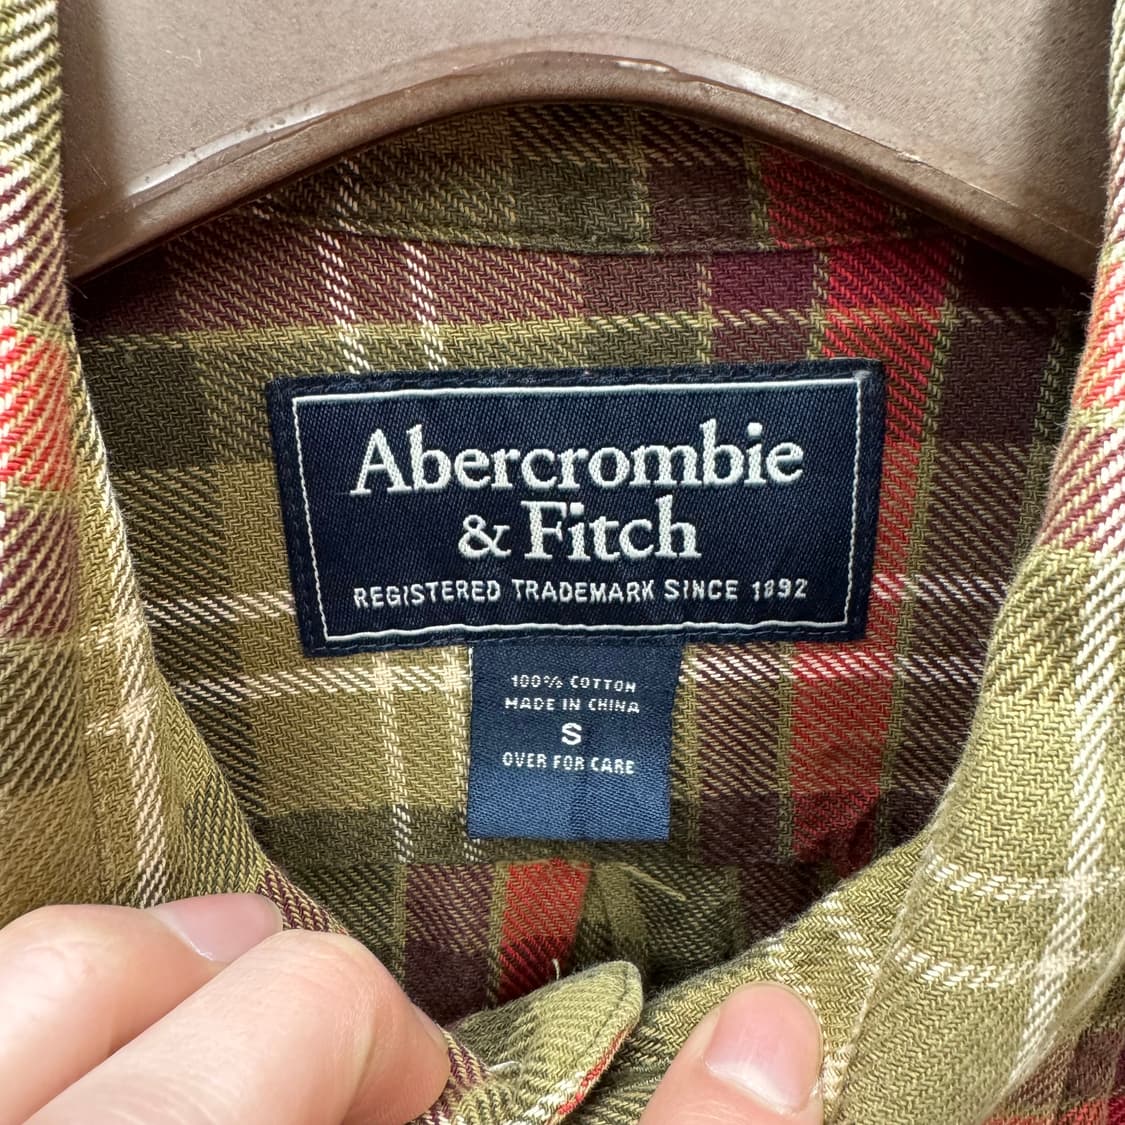 Abercrombie
& Fitch
REGISTERED TRADEMARK SINCE 1892
100% COTTON
MADE IN CHINA
S
OVER FOR CARE